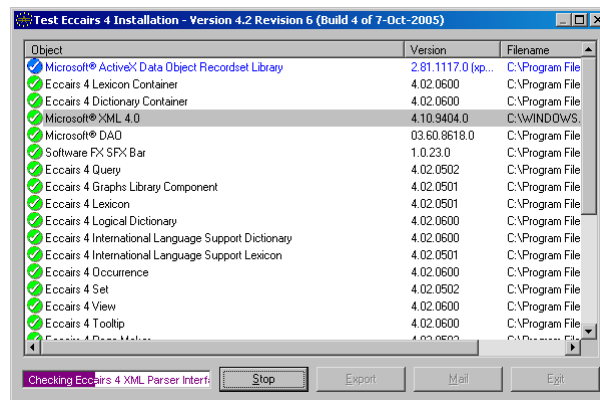 Test Eccairs 4 Installation - Version 4.2 Revision 6 (Build 4 of 7-Oct-2005)
Object Version Filename
Microsoft® ActiveX Data Object Recordset Library 2.81.1117.0 (xp... C:\Program File
Eccairs 4 Lexicon Container 4.02.0600 C:\Program File
Eccairs 4 Dictionary Container 4.02.0600 C:\Program File
Microsoft® XML 4.0 4.10.9404.0 C:\WINDOWS.
Microsoft® DAO 03.60.8618.0 C:\Program File
Software FX SFX Bar 1.0.23.0 C:\Program File
Eccairs 4 Query 4.02.0502 C:\Program File
Eccairs 4 Graphs Library Component 4.02.0501 C:\Program File
Eccairs 4 Lexicon 4.02.0501 C:\Program File
Eccairs 4 Logical Dictionary 4.02.0600 C:\Program File
Eccairs 4 International Language Support Dictionary 4.02.0600 C:\Program File
Eccairs 4 International Language Support Lexicon 4.02.0501 C:\Program File
Eccairs 4 Occurrence 4.02.0600 C:\Program File
Eccairs 4 Set 4.02.0502 C:\Program File
Eccairs 4 View 4.02.0600 C:\Program File
Eccairs 4 Tooltip 4.02.0600 C:\Program File
Checking Eccairs 4 XML Parser Interfa Stop Export Mail Exit